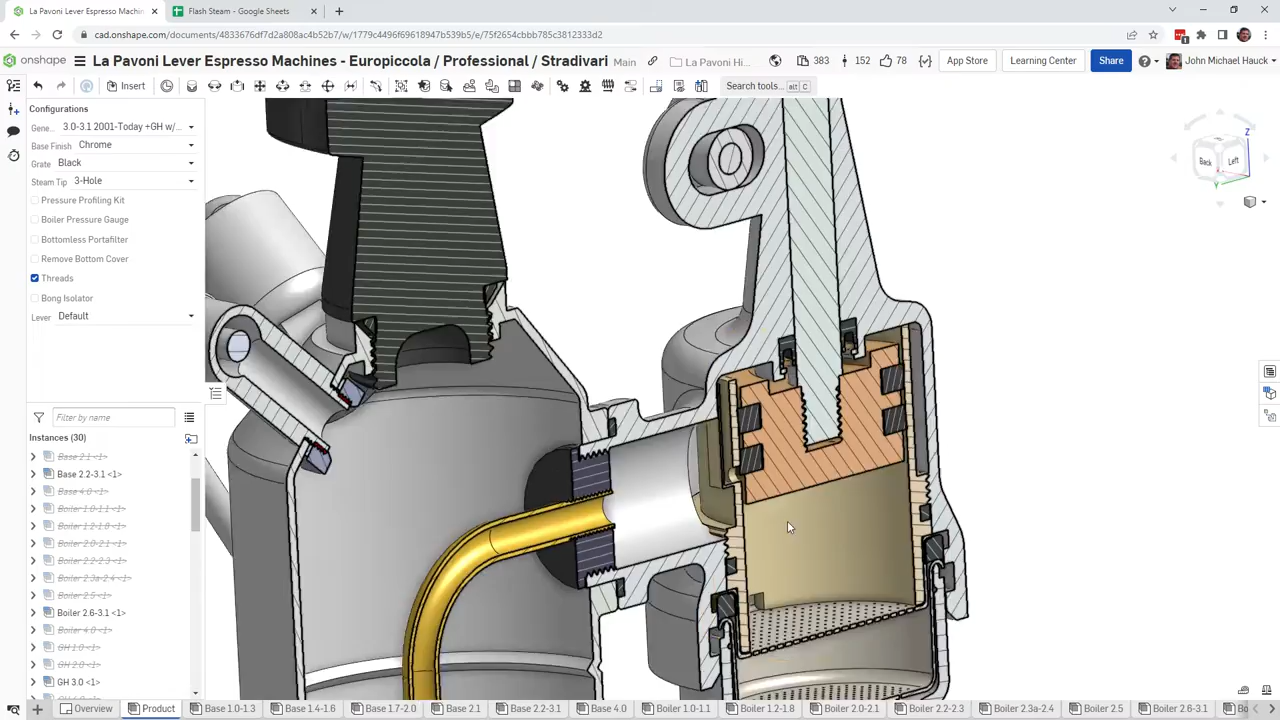 La Pavoni Lever Espresso Machines
Flash Steam - Google Sheets
cad.onshape.com/documents/4833676df7d2a808ac4b52b7/w/1779c4496f69618947b539b5/e/75f2654cbbb785c3812333d2
onshape
La Pavoni Lever Espresso Machines - Europiccola / Professional / Stradivari
Main
La Pavoni Hi...
383
152
78
App Store
Learning Center
Share
John Michael Hauck
Insert
Search tools...
alt C
Configurations
Gene...
3.0-3.1 2001-Today +GH w/...
Base Finish
Chrome
Grate
Black
Steam Tip
3-Hole
Pressure Profiling Kit
Boiler Pressure Gauge
Bottomless Portafilter
Remove Bottom Cover
Threads
Bong Isolator
Lever
Default
Filter by name
Instances (30)
Base 2.1 <1>
Base 2.2-3.1 <1>
Base 4.0 <1>
Boiler 1.0-1.1 <1>
Boiler 1.2-1.8 <1>
Boiler 2.0-2.1 <1>
Boiler 2.2-2.3 <1>
Boiler 2.3a-2.4 <1>
Boiler 2.5 <1>
Boiler 2.6-3.1 <1>
Boiler 4.0 <1>
GH 1.0 <1>
GH 2.0 <1>
GH 3.0 <1>
Back
Left
Z
Overview
Product
Base 1.0-1.3
Base 1.4-1.6
Base 1.7-2.0
Base 2.1
Base 2.2-3.1
Base 4.0
Boiler 1.0-1.1
Boiler 1.2-1.8
Boiler 2.0-2.1
Boiler 2.2-2.3
Boiler 2.3a-2.4
Boiler 2.5
Boiler 2.6-3.1
Bo